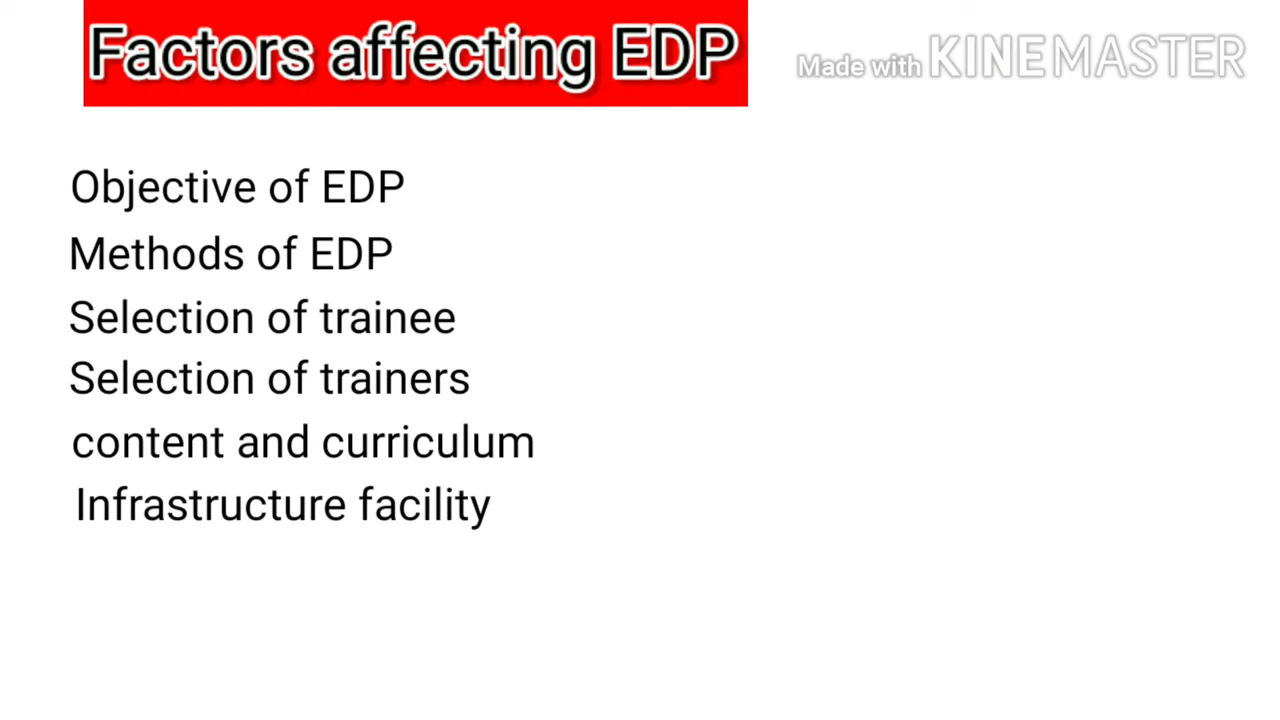 Factors affecting EDP
Made with KINEMASTER
Objective of EDP
Methods of EDP
Selection of trainee
Selection of trainers
content and curriculum
Infrastructure facility